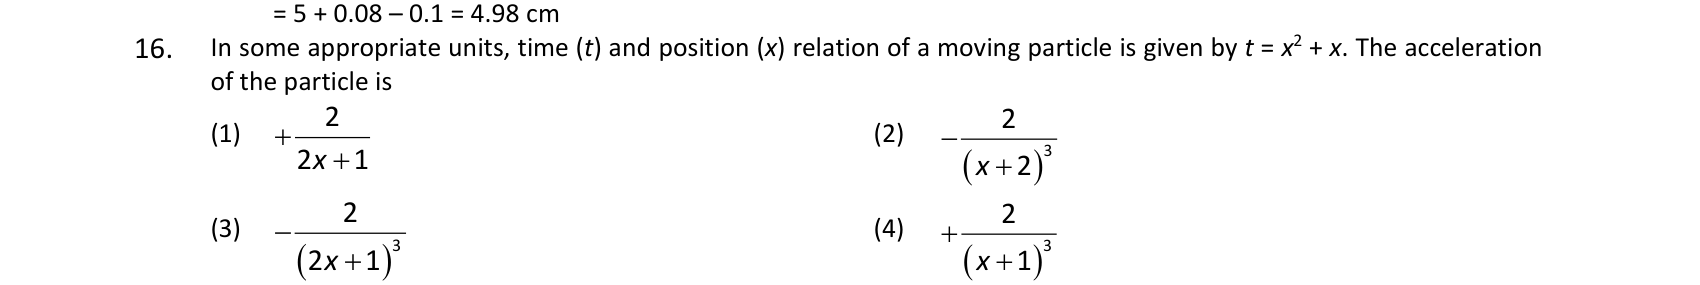 = 5 + 0.08 – 0.1 = 4.98 cm
16. In some appropriate units, time (t) and position (x) relation of a moving particle is given by t = x² + x. The acceleration
of the particle is
(1) +2/(2x+1) (2) −2/(x+2)³
(3) −2/(2x+1)³ (4) +2/(x+1)³